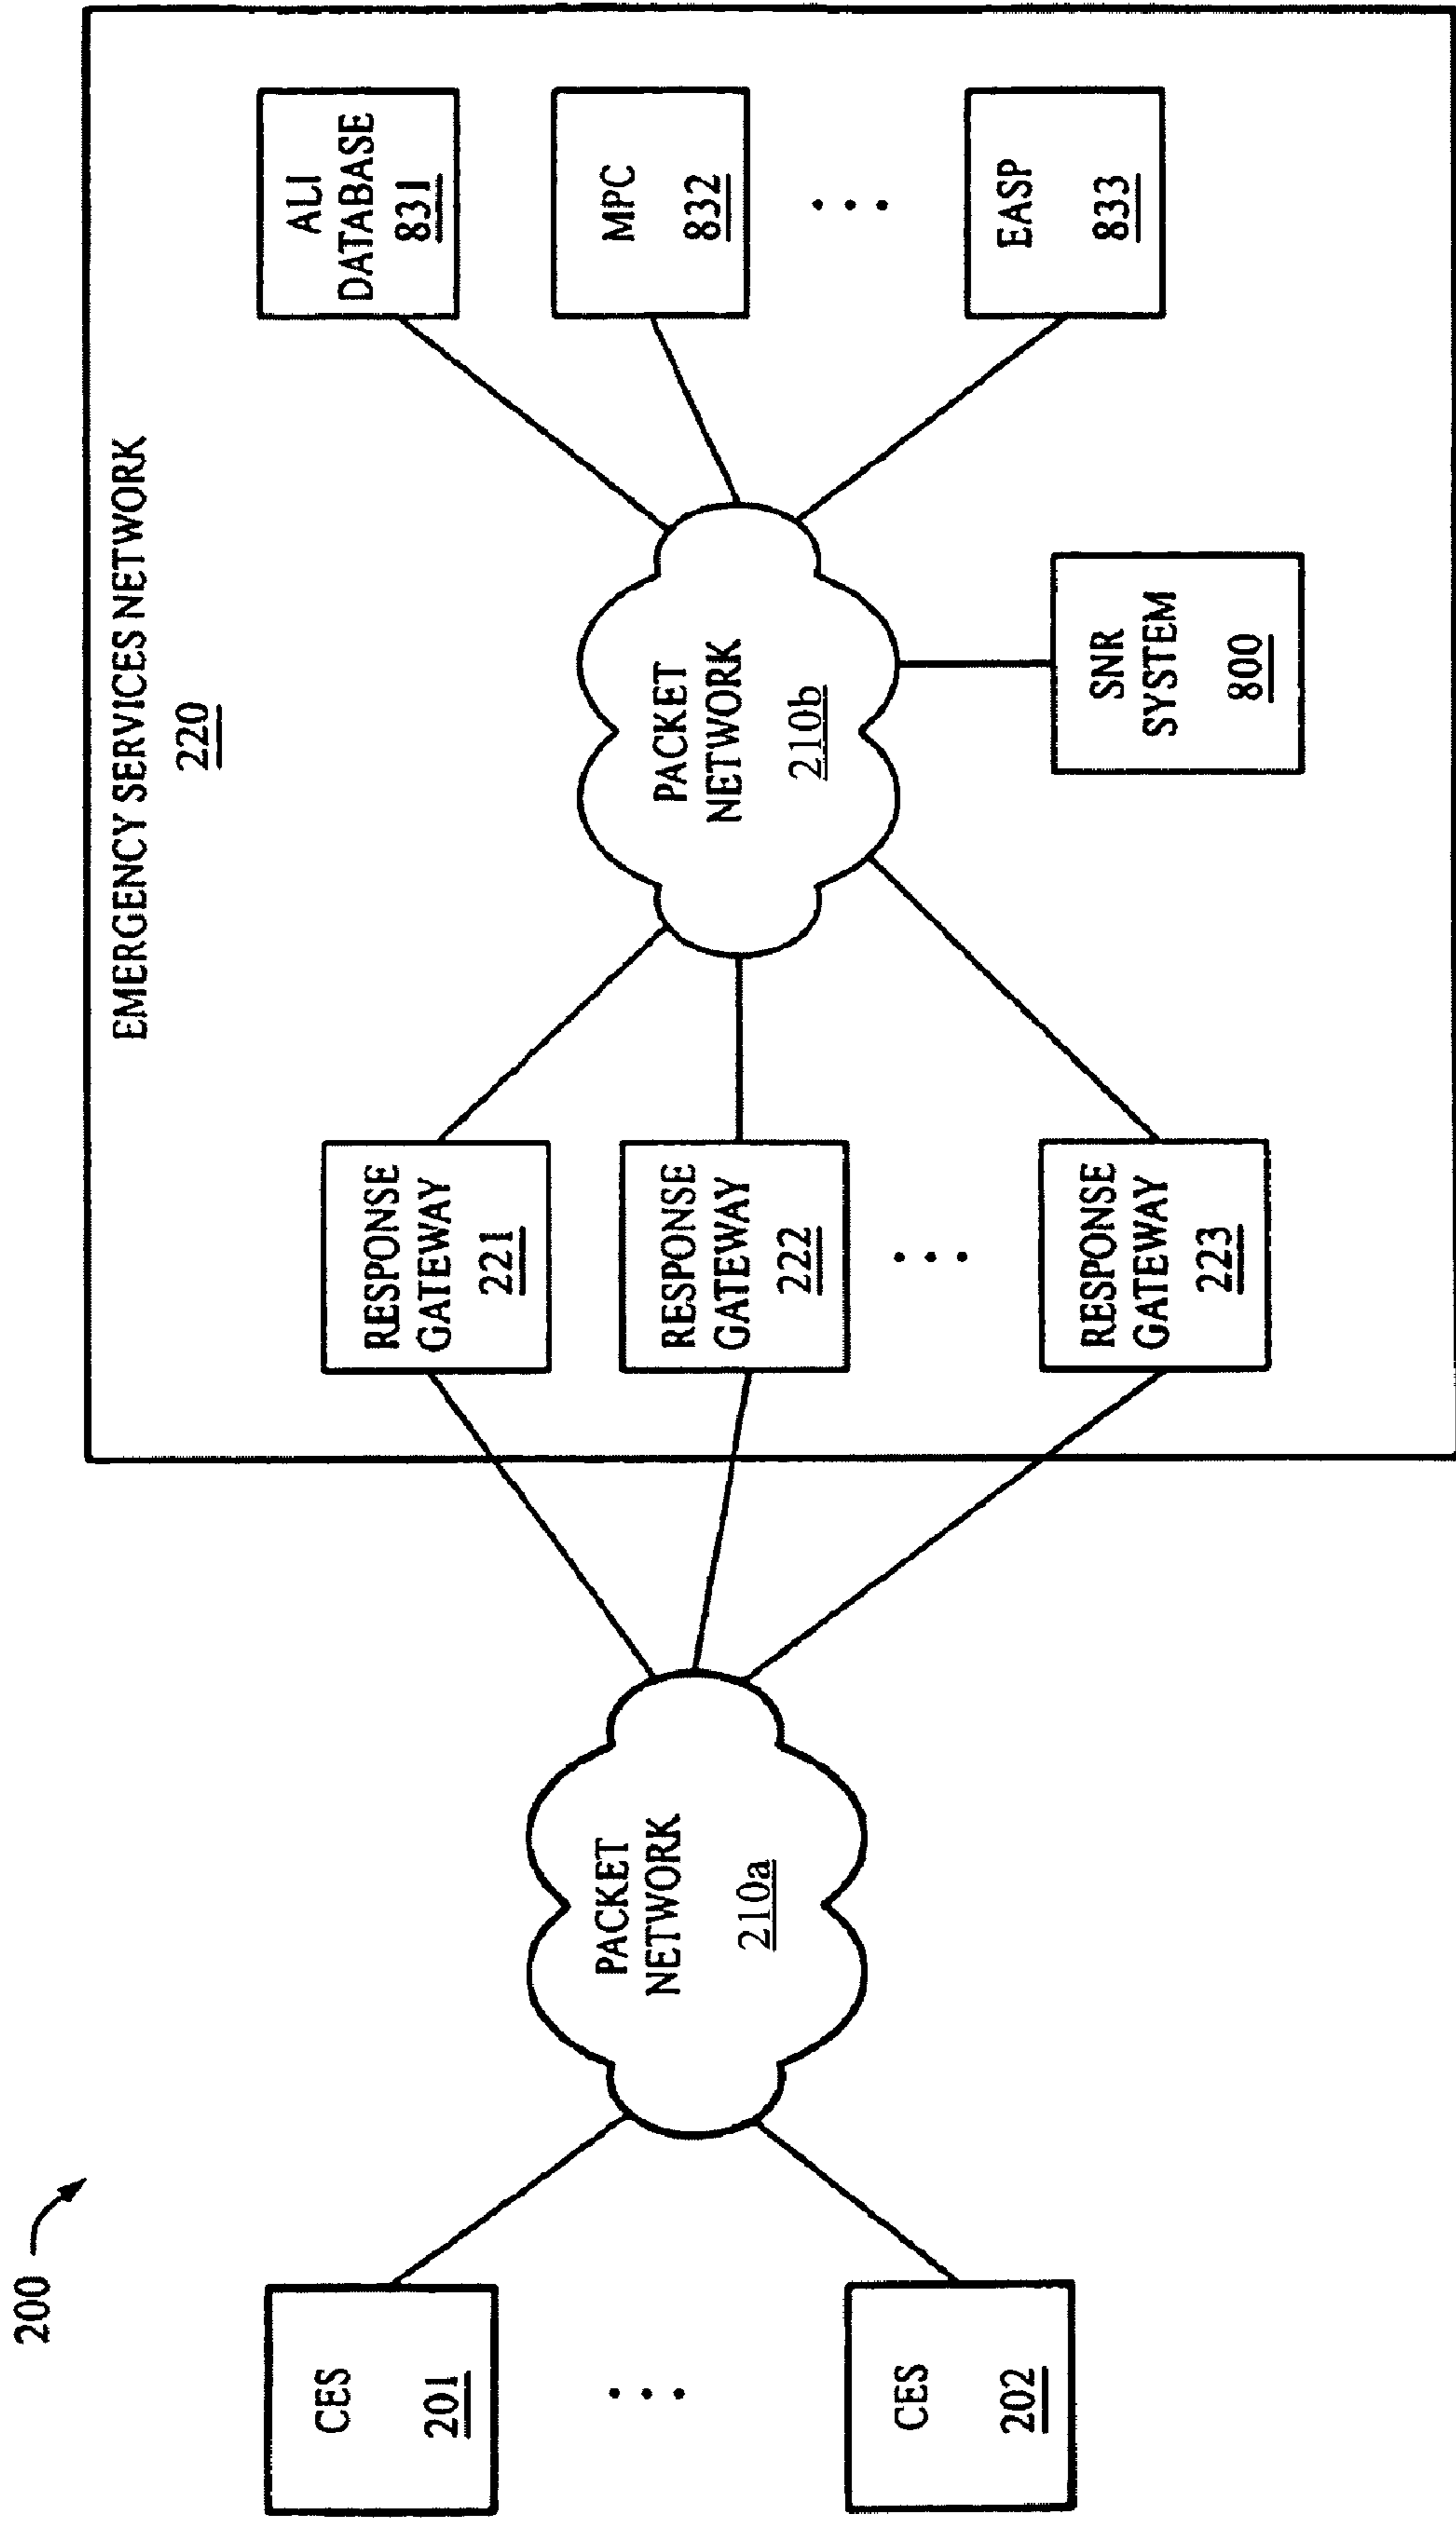 200
EMERGENCY SERVICES NETWORK
220
CES
201
CES
202
PACKET
NETWORK
210a
RESPONSE
GATEWAY
221
RESPONSE
GATEWAY
222
RESPONSE
GATEWAY
223
PACKET
NETWORK
210b
SNR
SYSTEM
800
ALI
DATABASE
831
MPC
832
EASP
833